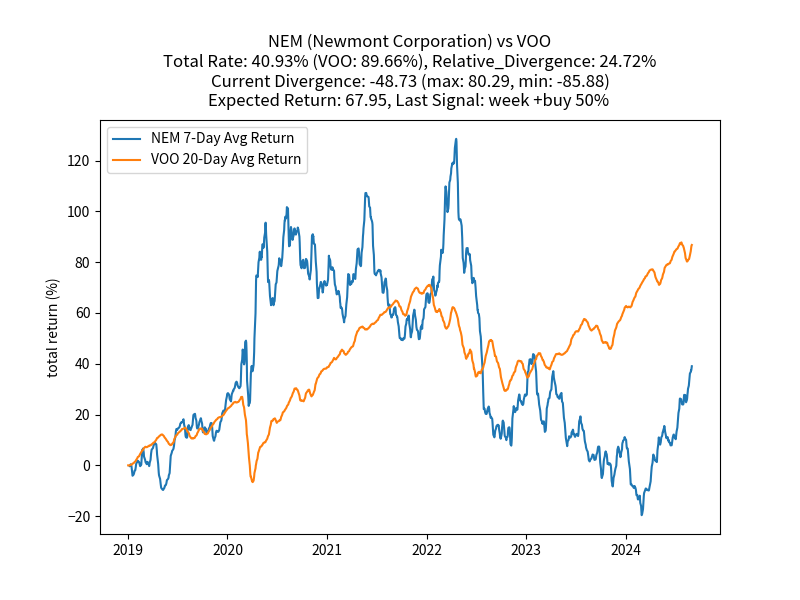 NEM (Newmont Corporation) vs VOO
Total Rate: 40.93% (VOO: 89.66%), Relative_Divergence: 24.72%
Current Divergence: -48.73 (max: 80.29, min: -85.88)
Expected Return: 67.95, Last Signal: week +buy 50%
NEM 7-Day Avg Return
VOO 20-Day Avg Return
total return (%)
120
100
80
60
40
20
0
−20
2019 2020 2021 2022 2023 2024